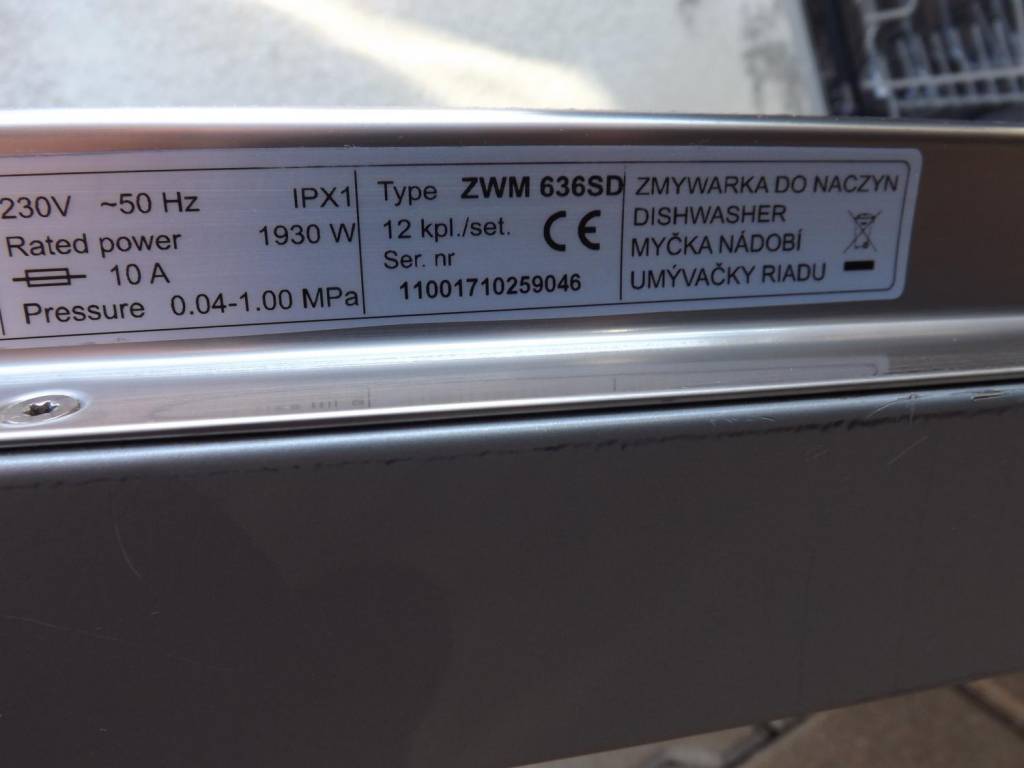 230V ~50 Hz IPX1
Rated power 1930 W
10 A
Pressure 0.04-1.00 MPa
Type ZWM 636SD
12 kpl./set. CE
Ser. nr
11001710259046
ZMYWARKA DO NACZYN
DISHWASHER
MYČKA NÁDOBÍ
UMÝVAČKY RIADU